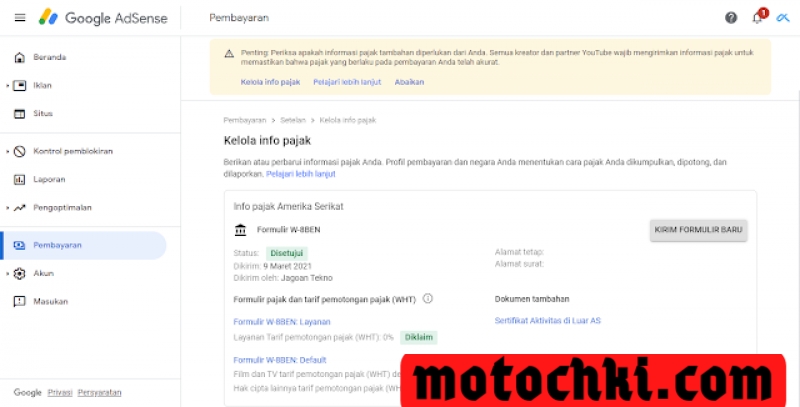 Google AdSense
Pembayaran
1
Beranda
Iklan
Situs
Kontrol pemblokiran
Laporan
Pengoptimalan
Pembayaran
Akun
Masukan
Google Privasi Persyaratan
Penting: Periksa apakah informasi pajak tambahan diperlukan dari Anda. Semua kreator dan partner YouTube wajib mengirimkan informasi pajak untuk
memastikan bahwa pajak yang berlaku pada pembayaran Anda telah akurat.
Kelola info pajak Pelajari lebih lanjut Abaikan
Pembayaran > Setelan > Kelola info pajak
Kelola info pajak
Berikan atau perbarui informasi pajak Anda. Profil pembayaran dan negara Anda menentukan cara pajak Anda dikumpulkan, dipotong, dan
dilaporkan. Pelajari lebih lanjut
Info pajak Amerika Serikat
Formulir W-8BEN
KIRIM FORMULIR BARU
Status: Disetujui
Dikirim: 9 Maret 2021
Dikirim oleh: Jagoan Tekno
Alamat tetap:
Alamat surat:
Formulir pajak dan tarif pemotongan pajak (WHT)
Dokumen tambahan
Formulir W-8BEN: Layanan
Sertifikat Aktivitas di Luar AS
Layanan Tarif pemotongan pajak (WHT): 0% Diklaim
Formulir W-8BEN: Default
Film dan TV tarif pemotongan pajak (WHT)
Hak cipta lainnya tarif pemotongan pajak (WHT)
motochki.com